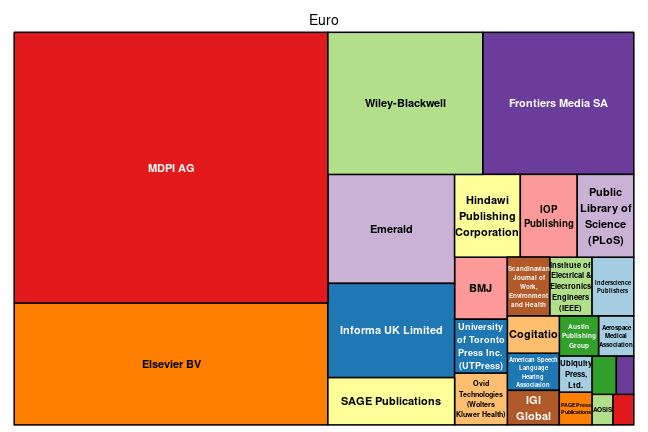 Euro
MDPI AG
Elsevier BV
Wiley-Blackwell
Frontiers Media SA
Emerald
Informa UK Limited
SAGE Publications
Hindawi
Publishing
Corporation
IOP
Publishing
Public
Library of
Science
(PLoS)
BMJ
University
of Toronto
Press Inc.
(UTPress)
Ovid
Technologies
(Wolters
Kluwer Health)
Scandinavian
Journal of
Work,
Environment
and Health
Institute of
Electrical &
Electronics
Engineers
(IEEE)
Inderscience
Publishers
Cogitatio
American Speech
Language
Hearing
Association
IGI
Global
Austin
Publishing
Group
Aerospace
Medical
Association
Ubiquity
Press,
Ltd.
PAGEPress
Publications
AOSIS